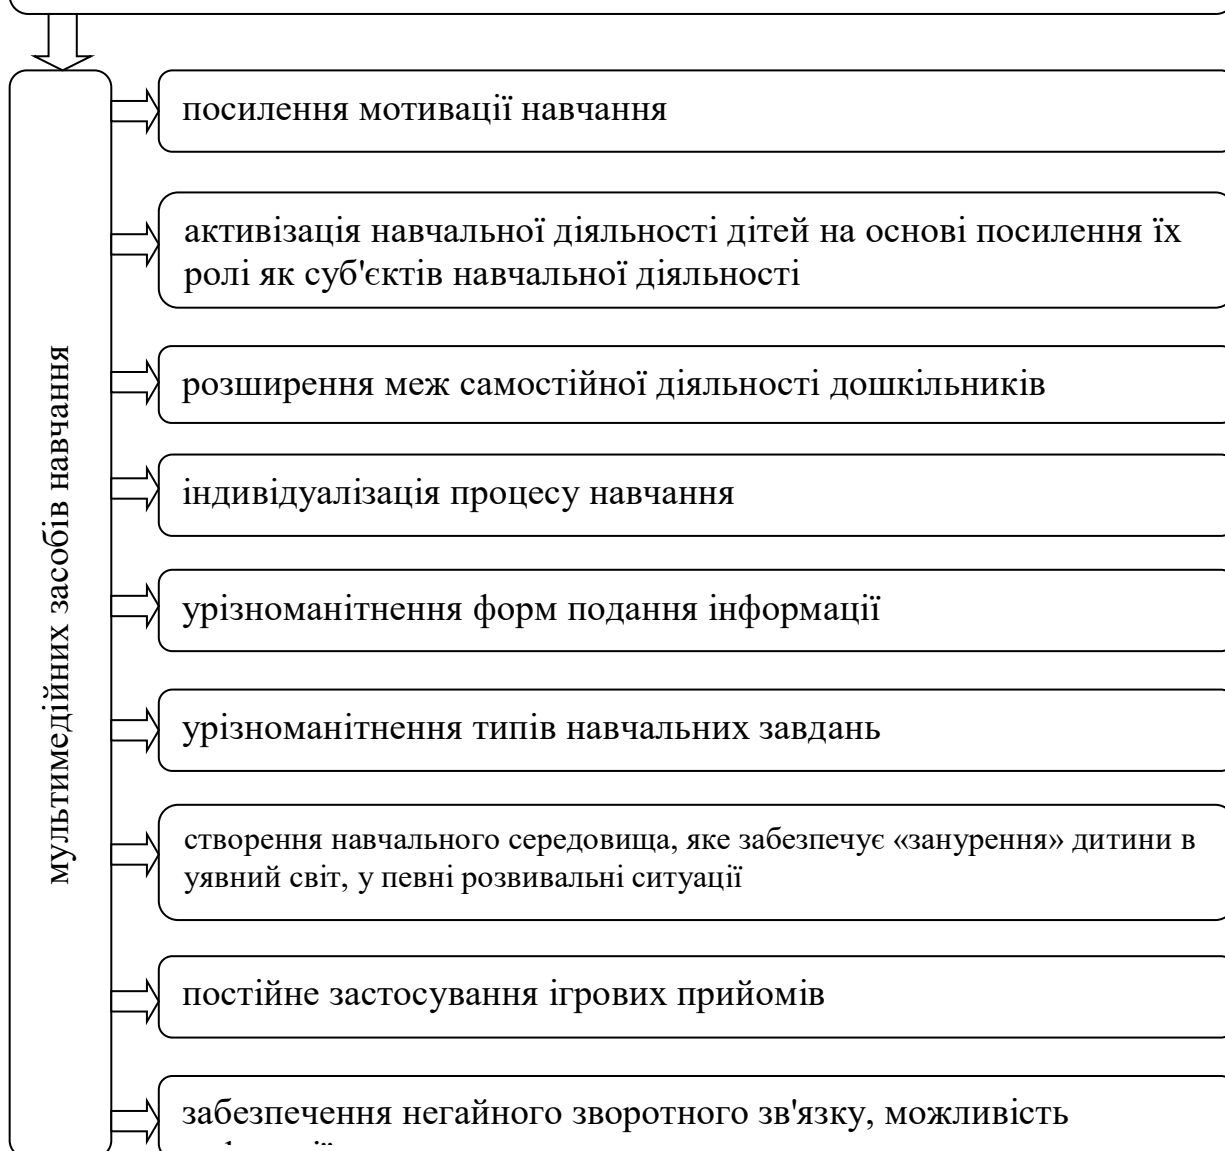 мультимедійних засобів навчання
посилення мотивації навчання
активізація навчальної діяльності дітей на основі посилення їх
ролі як суб'єктів навчальної діяльності
розширення меж самостійної діяльності дошкільників
індивідуалізація процесу навчання
урізноманітнення форм подання інформації
урізноманітнення типів навчальних завдань
створення навчального середовища, яке забезпечує «занурення» дитини в
уявний світ, у певні розвивальні ситуації
постійне застосування ігрових прийомів
забезпечення негайного зворотного зв'язку, можливість